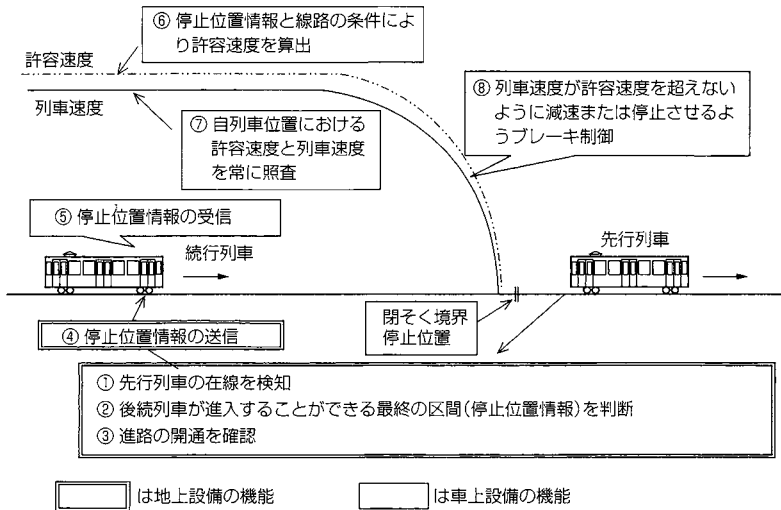 ⑥ 停止位置情報と線路の条件によ
り許容速度を算出
許容速度
列車速度
⑧ 列車速度が許容速度を超えない
ように減速または停止させるよ
うブレーキ制御
⑦ 自列車位置における
許容速度と列車速度
を常に照査
⑤ 停止位置情報の受信
続行列車
先行列車
④ 停止位置情報の送信
閉そく境界
停止位置
① 先行列車の在線を検知
② 後続列車が進入することができる最終の区間(停止位置情報)を判断
③ 進路の開通を確認
は地上設備の機能
は車上設備の機能